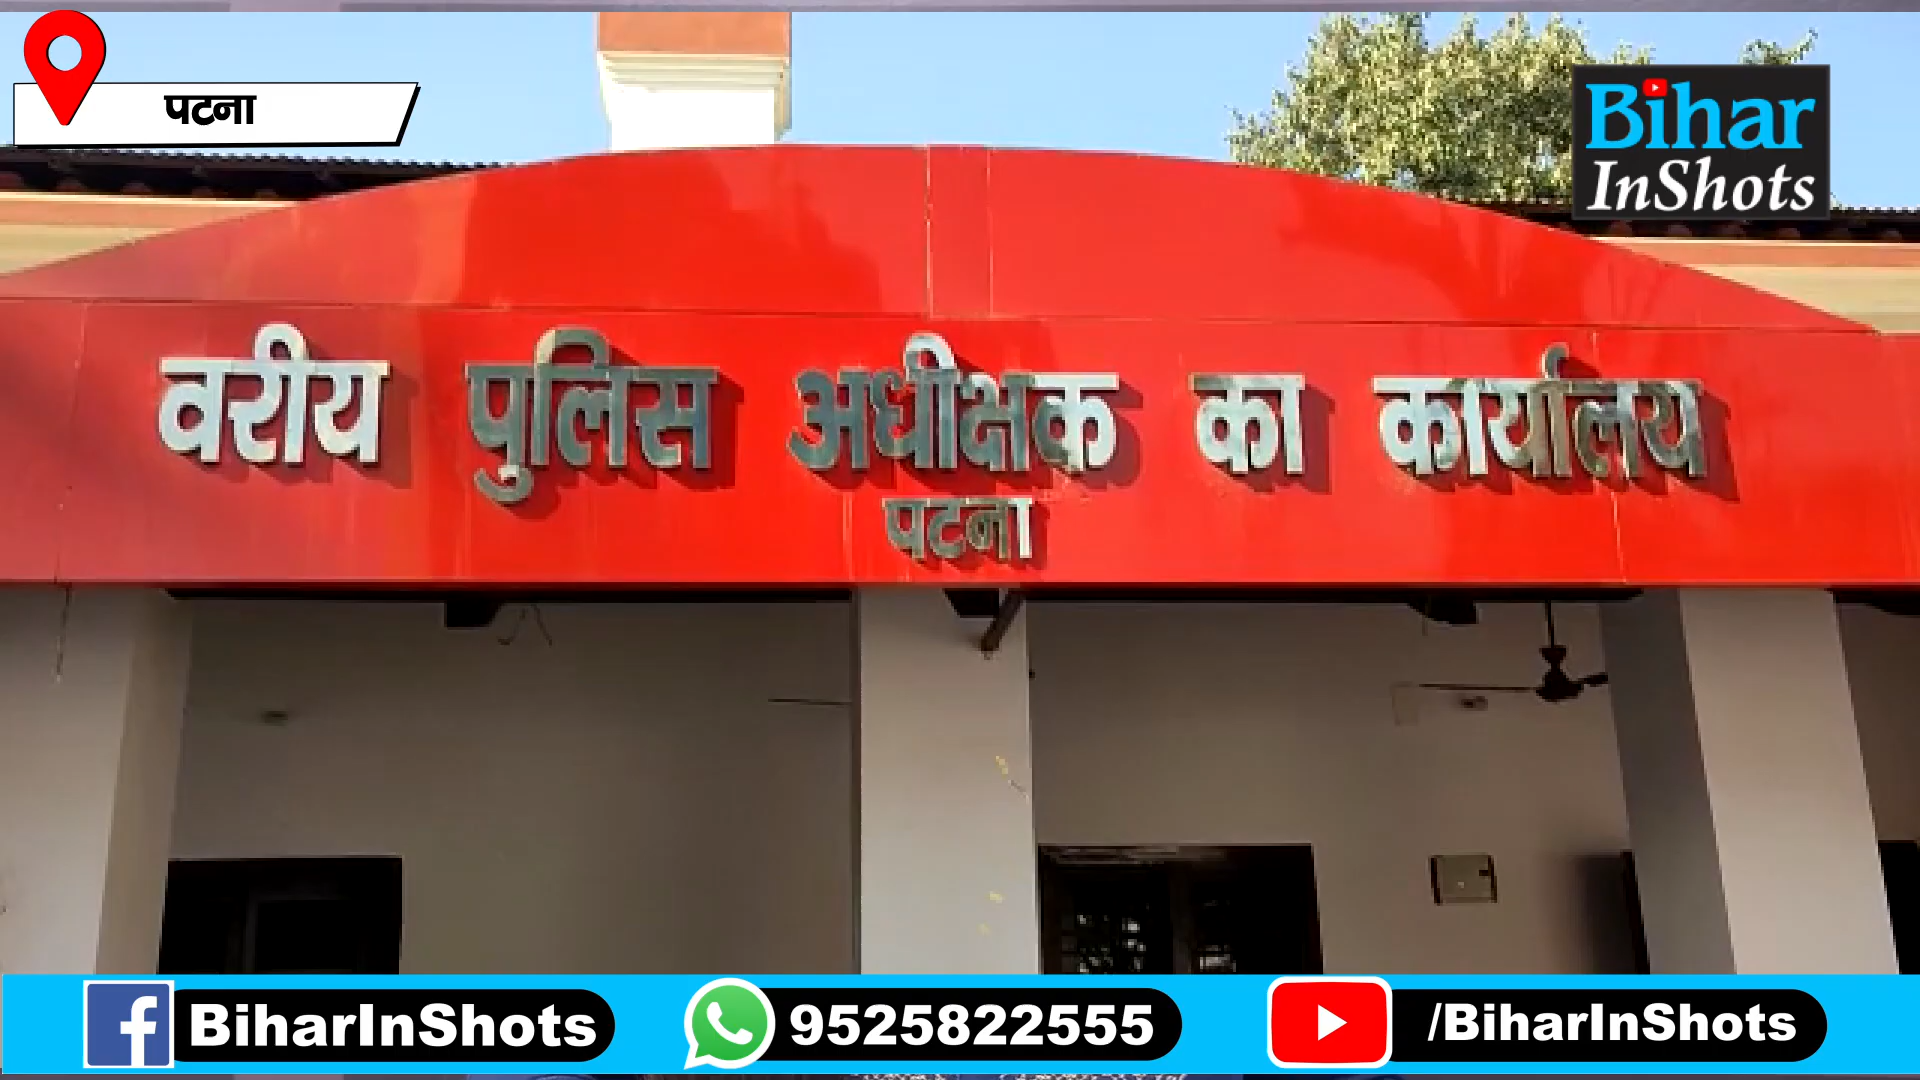 पटना
Bihar
InShots
वरीय पुलिस अधीक्षक का कार्यालय
पटना
BiharInShots
9525822555
/BiharInShots